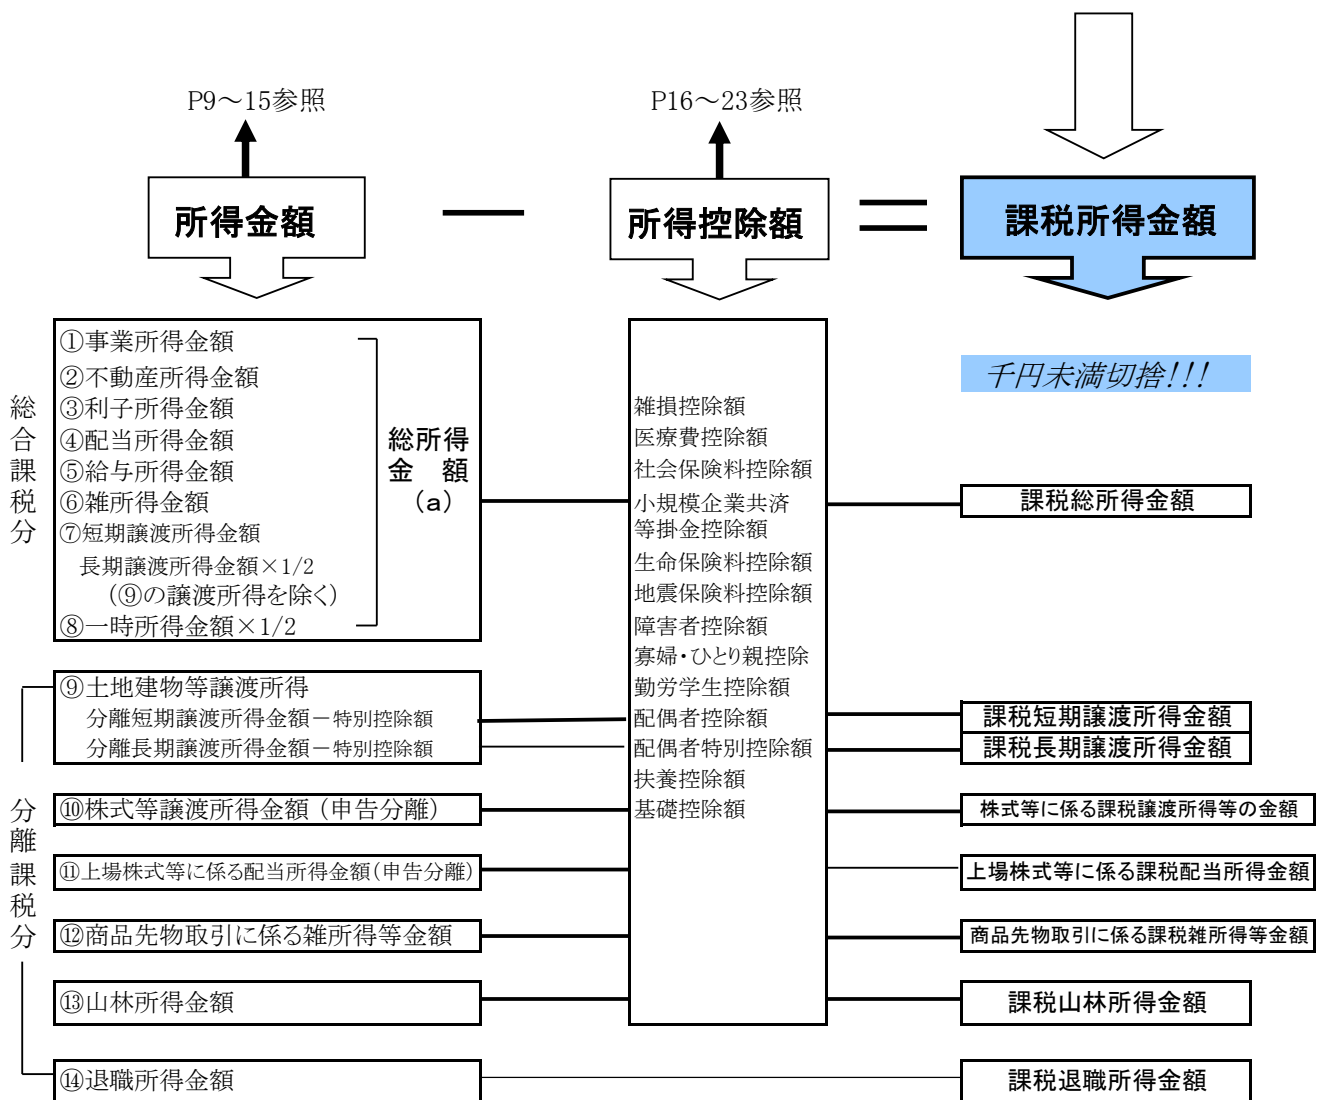 P9～15参照
P16～23参照
所得金額
所得控除額
課税所得金額
総合課税分
①事業所得金額
②不動産所得金額
③利子所得金額
④配当所得金額
⑤給与所得金額
⑥雑所得金額
⑦短期譲渡所得金額
長期譲渡所得金額×1/2
（⑨の譲渡所得を除く）
⑧一時所得金額×1/2
総所得
金　額
（a）
分離課税分
⑨土地建物等譲渡所得
分離短期譲渡所得金額－特別控除額
分離長期譲渡所得金額－特別控除額
⑩株式等譲渡所得金額（申告分離）
⑪上場株式等に係る配当所得金額（申告分離）
⑫商品先物取引に係る雑所得等金額
⑬山林所得金額
⑭退職所得金額
雑損控除額
医療費控除額
社会保険料控除額
小規模企業共済
等掛金控除額
生命保険料控除額
地震保険料控除額
障害者控除額
寡婦・ひとり親控除
勤労学生控除額
配偶者控除額
配偶者特別控除額
扶養控除額
基礎控除額
千円未満切捨!!!
課税総所得金額
課税短期譲渡所得金額
課税長期譲渡所得金額
株式等に係る課税譲渡所得等の金額
上場株式等に係る課税配当所得金額
商品先物取引に係る課税雑所得等金額
課税山林所得金額
課税退職所得金額